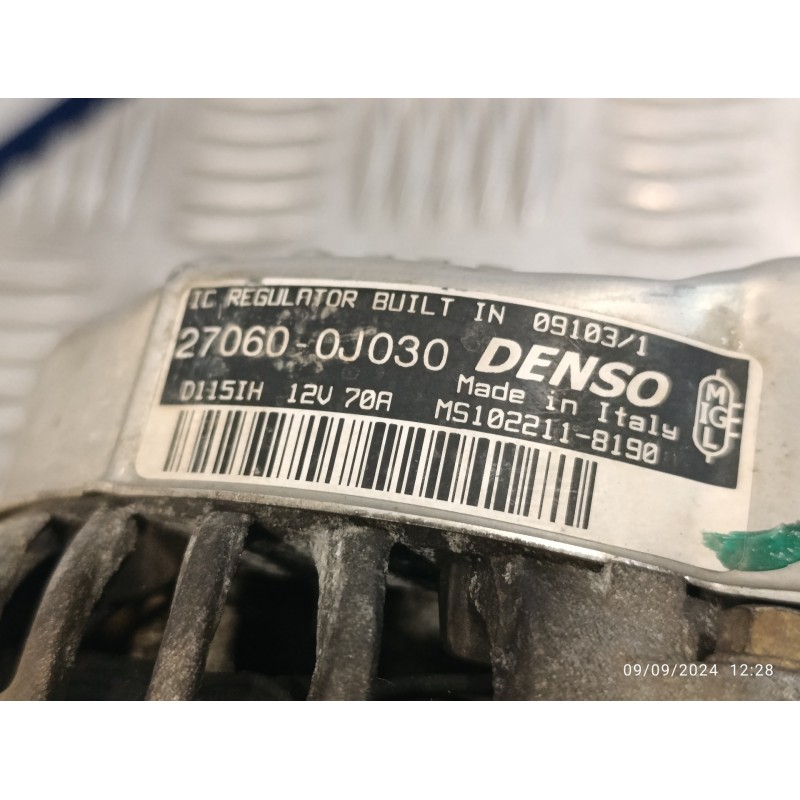 IC REGULATOR BUILT IN 09103/1
27060-0J030 DENSO
Made in Italy
D115IH 12V 70A MS102211-8190
MIGL
09/09/2024 12:28